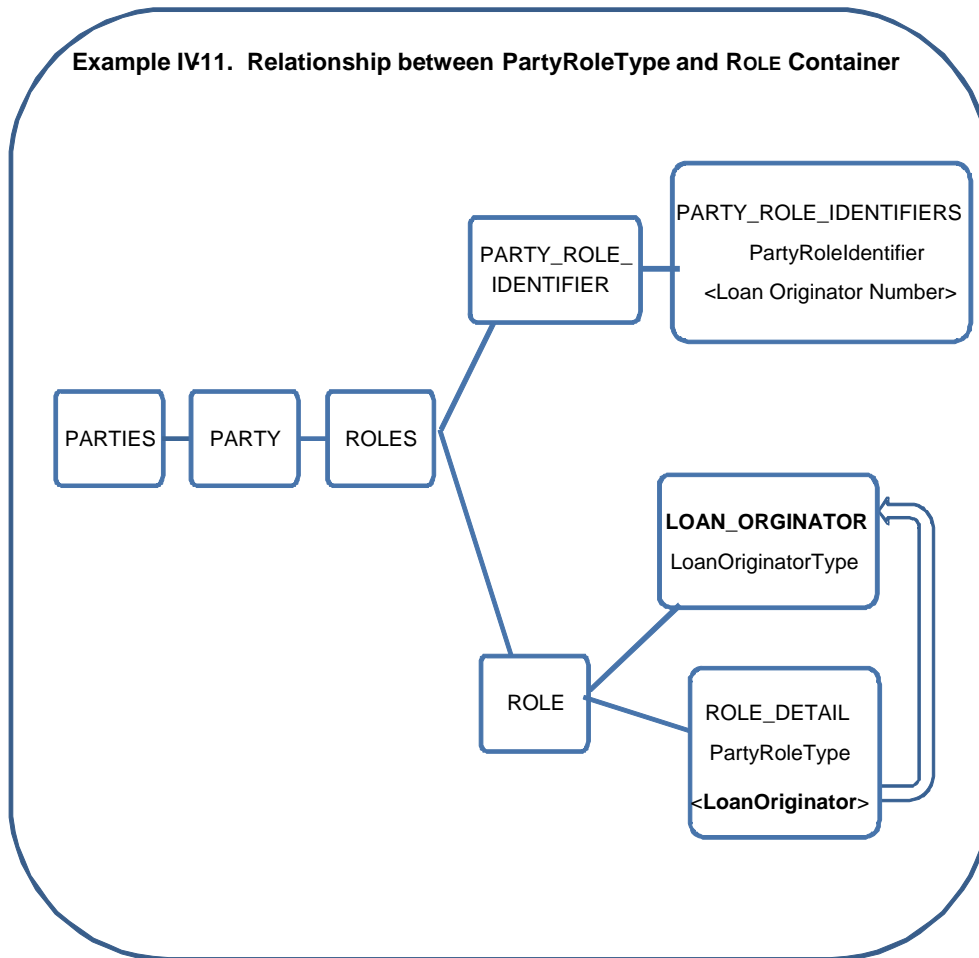 Example IV-11. Relationship between PartyRoleType and ROLE Container
PARTY_ROLE_IDENTIFIERS
PartyRoleIdentifier
<Loan Originator Number>
PARTY_ROLE_
IDENTIFIER
PARTIES
PARTY
ROLES
LOAN_ORGINATOR
LoanOriginatorType
ROLE
ROLE_DETAIL
PartyRoleType
<LoanOriginator>